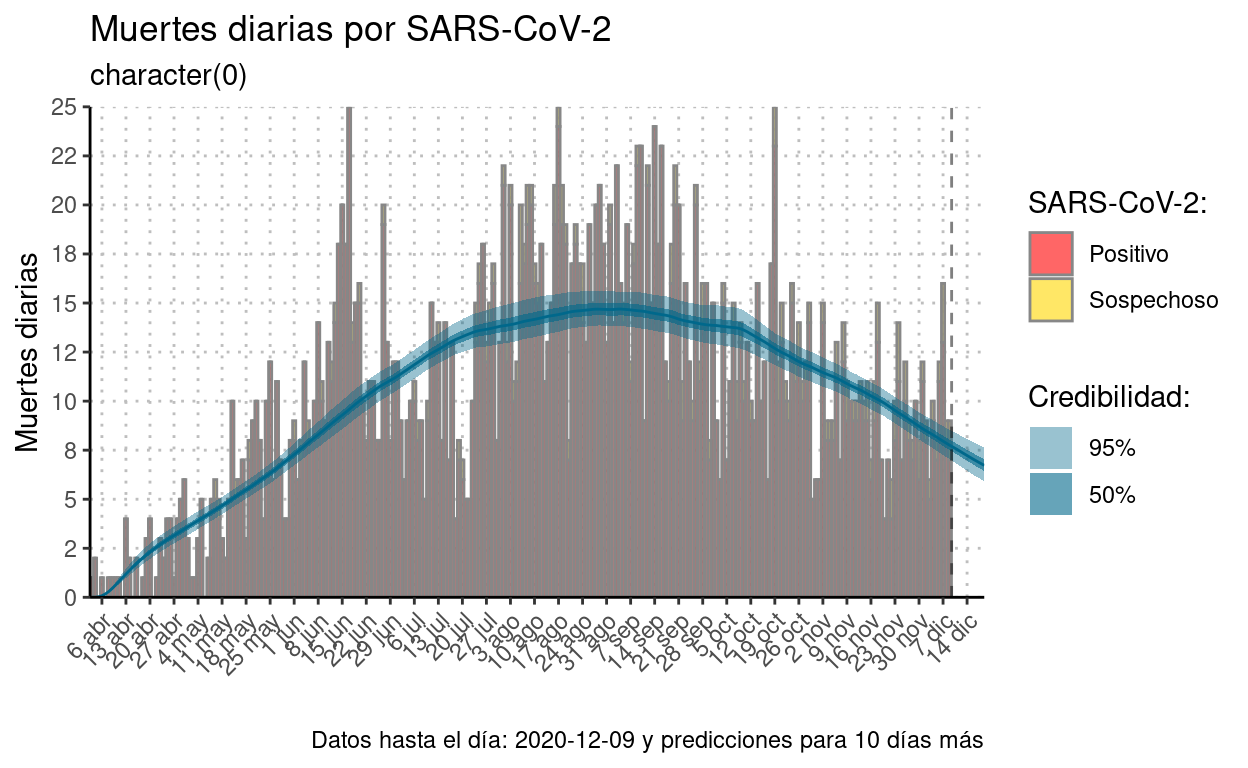 Muertes diarias por SARS-CoV-2
character(0)
Muertes diarias
25
22
20
18
15
12
10
8
5
2
0
6 abr
13 abr
20 abr
27 abr
4 may
11 may
18 may
25 may
1 jun
8 jun
15 jun
22 jun
29 jun
6 jul
13 jul
20 jul
27 jul
3 ago
10 ago
17 ago
24 ago
31 ago
7 sep
14 sep
21 sep
28 sep
5 oct
12 oct
19 oct
26 oct
2 nov
9 nov
16 nov
23 nov
30 nov
7 dic
14 dic
SARS-CoV-2:
Positivo
Sospechoso
Credibilidad:
95%
50%
Datos hasta el día: 2020-12-09 y predicciones para 10 días más